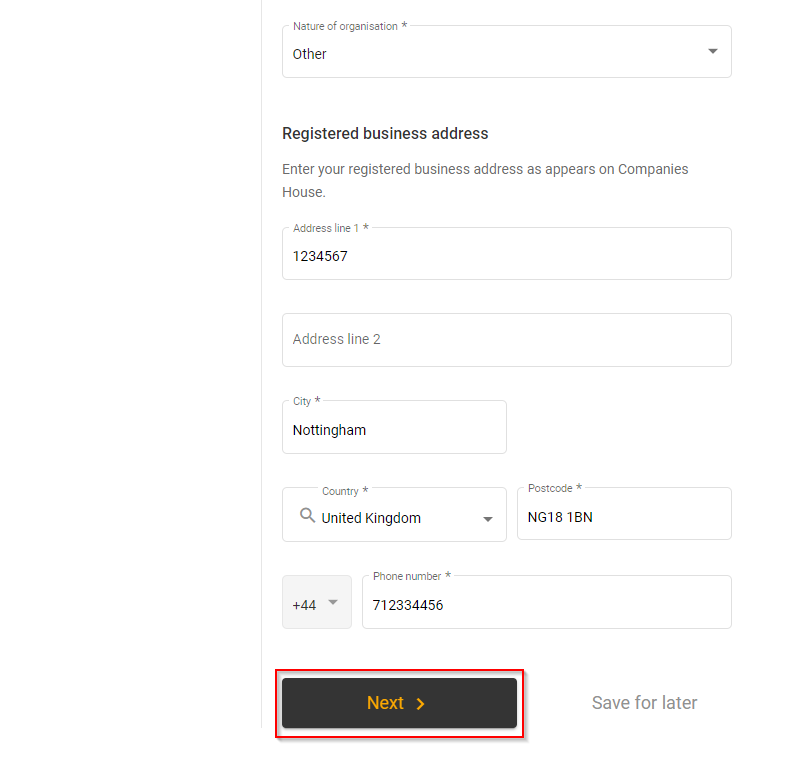 Nature of organisation *
Other
Registered business address
Enter your registered business address as appears on Companies
House.
Address line 1 *
1234567
Address line 2
City *
Nottingham
Country *
United Kingdom
Postcode *
NG18 1BN
+44
Phone number *
712334456
Next
Save for later